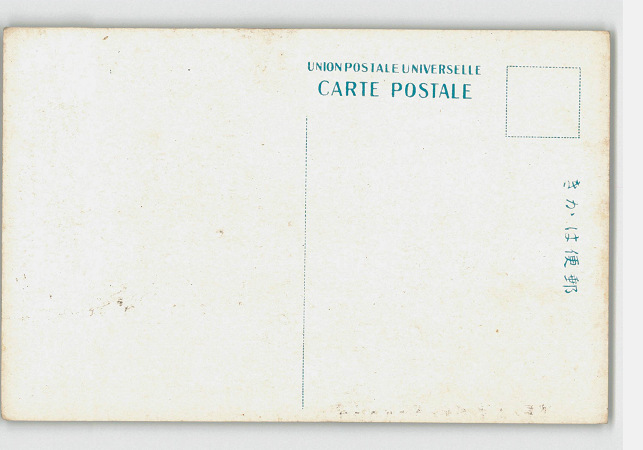 UNION POSTALE UNIVERSELLE
CARTE POSTALE
郵便はかき